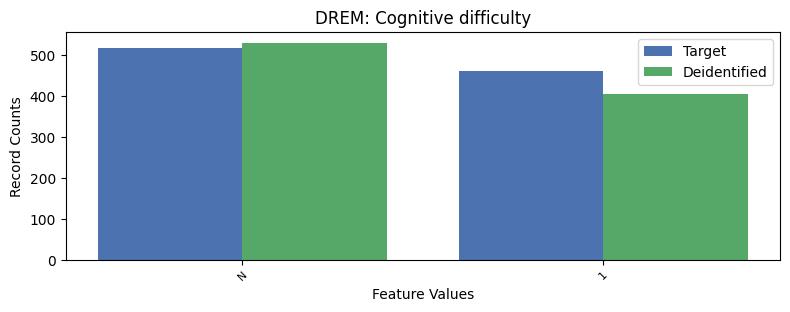 DREM: Cognitive difficulty
Target
Deidentified
Record Counts
500
400
300
200
100
0
N
1
Feature Values